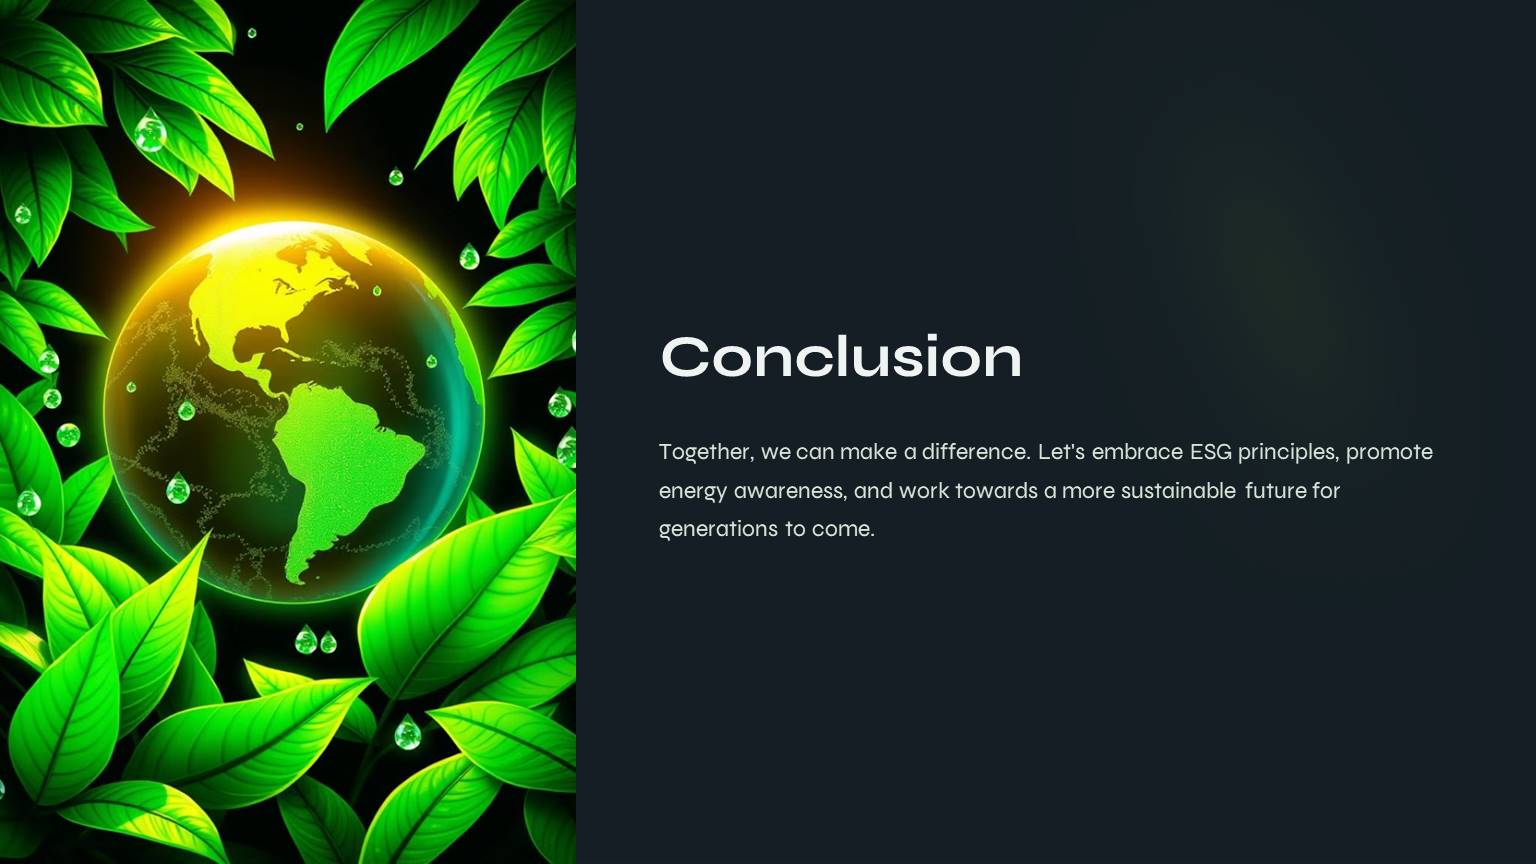 Conclusion
Together, we can make a difference. Let's embrace ESG principles, promote
energy awareness, and work towards a more sustainable future for
generations to come.